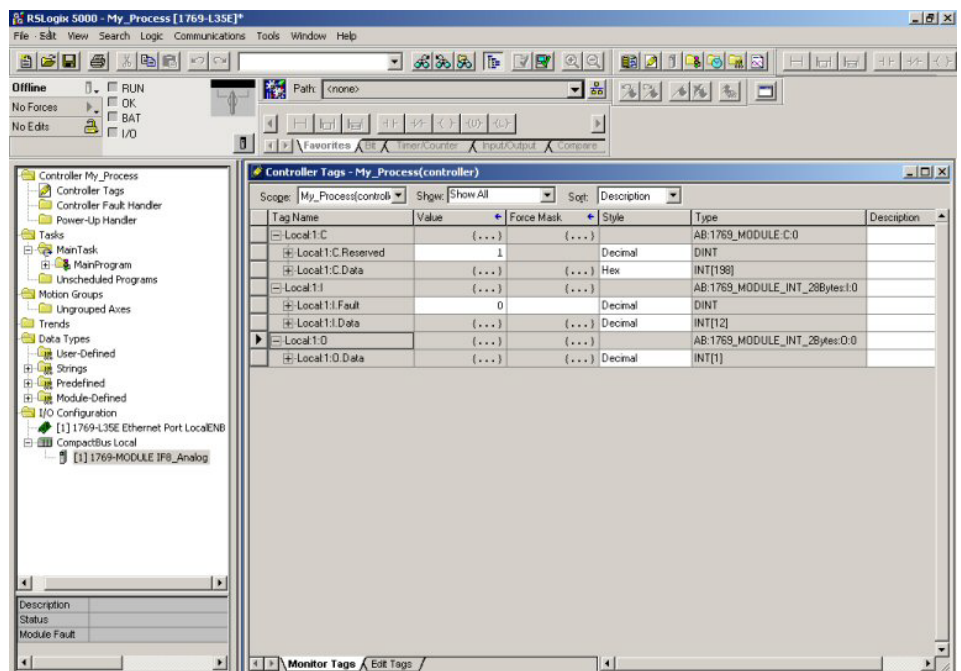 RSLogix 5000 - My_Process [1769-L35E]*
File Edit View Search Logic Communications Tools Window Help
Offline
RUN
No Forces
OK
BAT
No Edits
I/O
Path: <none>
Favorites Bit Timer/Counter Input/Output Compare
Controller My_Process
Controller Tags
Controller Fault Handler
Power-Up Handler
Tasks
MainTask
MainProgram
Unscheduled Programs
Motion Groups
Ungrouped Axes
Trends
Data Types
User-Defined
Strings
Predefined
Module-Defined
I/O Configuration
[1] 1769-L35E Ethernet Port LocalENB
CompactBus Local
[1] 1769-MODULE IF8_Analog
Description
Status
Module Fault
Controller Tags - My_Process(controller)
Scope: My_Process(controll Show: Show All Sort: Description
Tag Name Value Force Mask Style Type Description
Local:1:C {...} {...} AB:1769_MODULE:C:0
Local:1:C.Reserved 1 Decimal DINT
Local:1:C.Data {...} {...} Hex INT[198]
Local:1:I {...} {...} AB:1769_MODULE_INT_28Bytes:I:0
Local:1:I.Fault 0 Decimal DINT
Local:1:I.Data {...} {...} Decimal INT[12]
Local:1:O {...} {...} AB:1769_MODULE_INT_2Bytes:O:0
Local:1:O.Data {...} {...} Decimal INT[1]
Monitor Tags Edit Tags